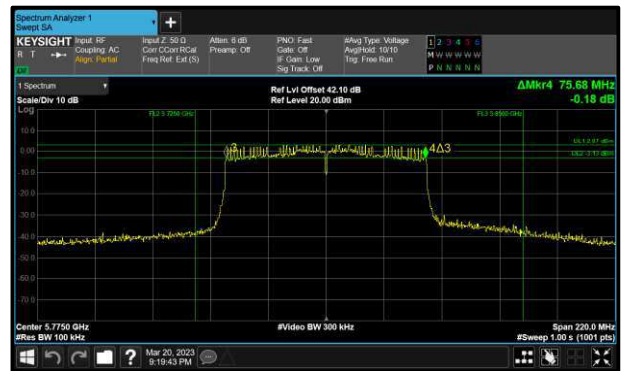 Spectrum Analyzer 1
Swept SA
+
KEYSIGHT
R T
Input: RF
Coupling: AC
Align: Partial
Input Z: 50 Ω
Corr CCorr RCal
Freq Ref: Ext (S)
Atten: 6 dB
Preamp: Off
PNO: Fast
Gate: Off
IF Gain: Low
Sig Track: Off
#Avg Type: Voltage
Avg|Hold: 10/10
Trig: Free Run
1 2 3 4 5 6
M W W W W W
P N N N N N
1 Spectrum
Scale/Div 10 dB
Ref Lvl Offset 42.10 dB
Ref Level 20.00 dBm
ΔMkr4 75.68 MHz
-0.18 dB
Log
10.0
0.00
-10.0
-20.0
-30.0
-40.0
-50.0
-60.0
-70.0
3
4Δ3
Center 5.7750 GHz
#Res BW 100 kHz
#Video BW 300 kHz
Span 220.0 MHz
#Sweep 1.00 s (1001 pts)
?
Mar 20, 2023
9:19:43 PM